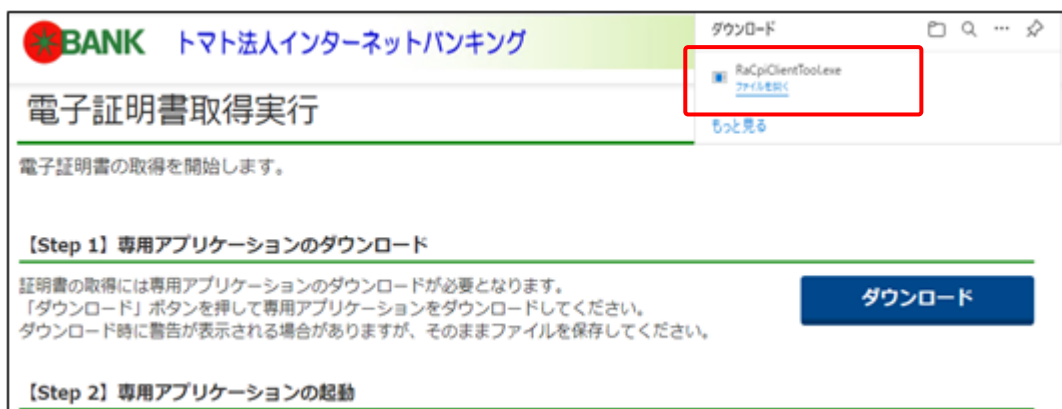 BANK トマト法人インターネットバンキング
ダウンロード
RaCpiClientTool.exe
ファイルを開く
もっと見る
電子証明書取得実行
電子証明書の取得を開始します。
【Step 1】専用アプリケーションのダウンロード
証明書の取得には専用アプリケーションのダウンロードが必要となります。
「ダウンロード」ボタンを押して専用アプリケーションをダウンロードしてください。
ダウンロード時に警告が表示される場合がありますが、そのままファイルを保存してください。
ダウンロード
【Step 2】専用アプリケーションの起動